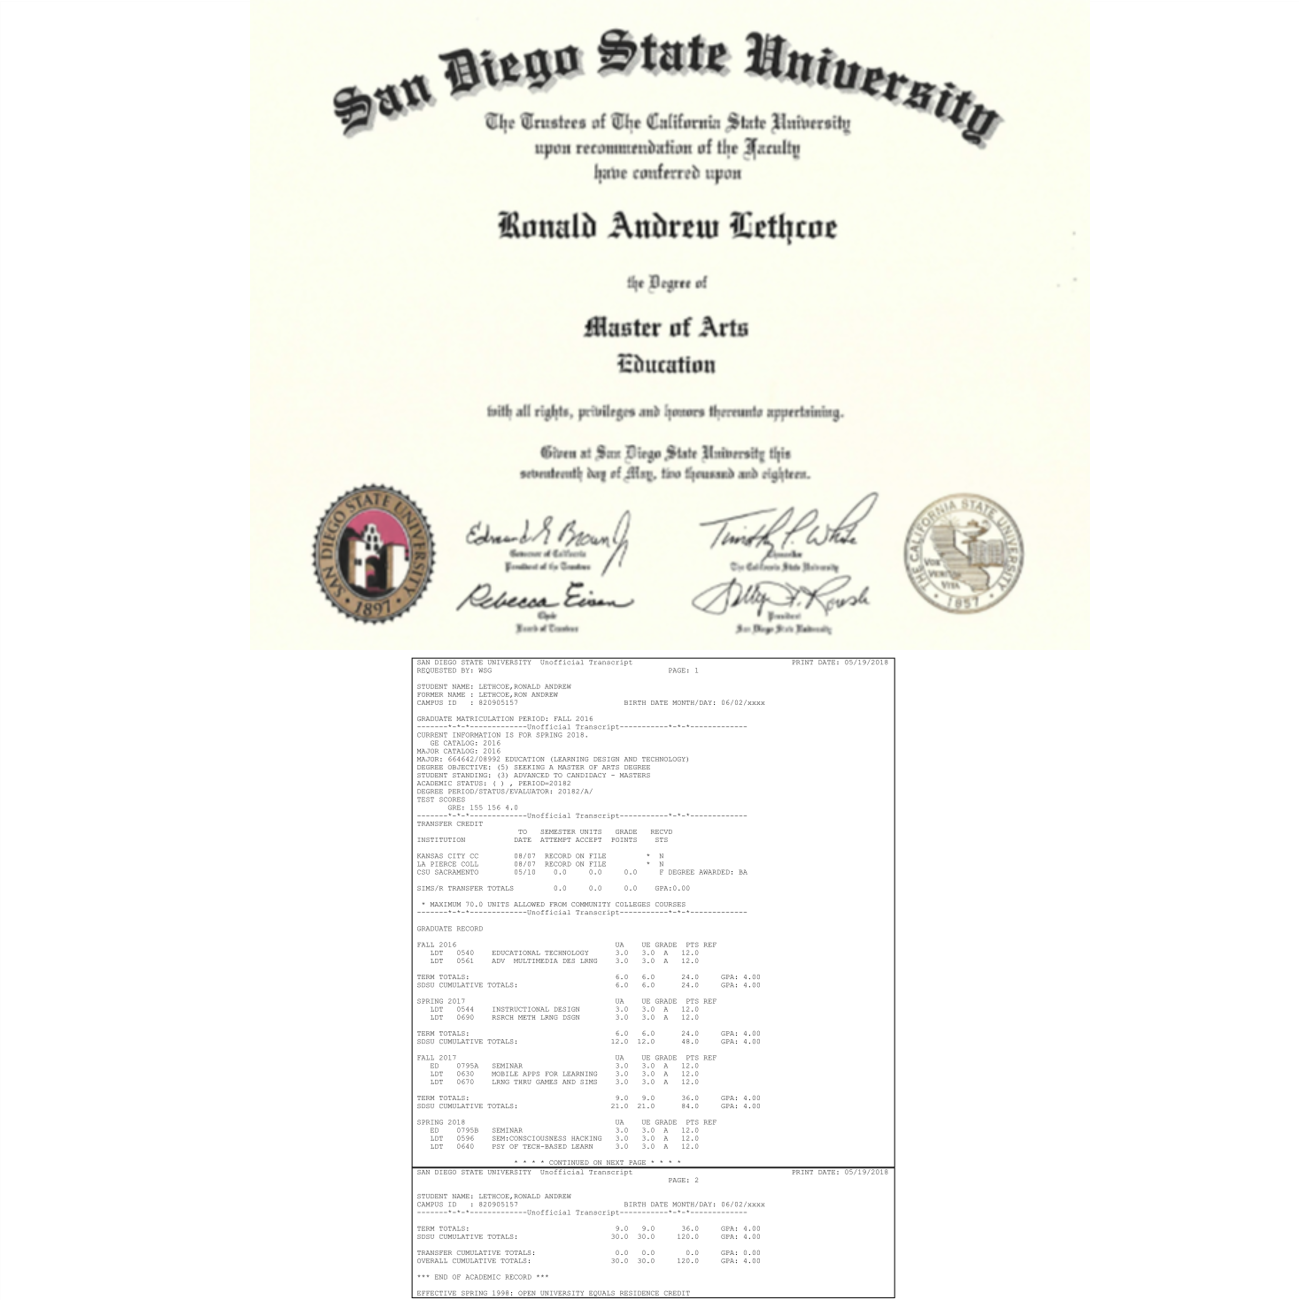 San Diego State University
The Trustees of The California State University
upon recommendation of the Faculty
have conferred upon
Ronald Andrew Lethcoe
the Degree of
Master of Arts
Education
with all rights, privileges and honors thereunto appertaining.
Given at San Diego State University this
seventeenth day of May, two thousand and eighteen.
SAN DIEGO STATE UNIVERSITY
1897
Edmund G Brown Jr
Governor of California
President of the Trustees
Timothy P. White
Chancellor
The California State University
Rebecca Eisen
Chair
Board of Trustees
Sally F. Roush
President
San Diego State University
THE CALIFORNIA STATE UNIVERSITY
VOX
VERITAS
VITA
1857
SAN DIEGO STATE UNIVERSITY Unofficial Transcript PRINT DATE: 05/19/2018
REQUESTED BY: WSG PAGE: 1
STUDENT NAME: LETHCOE,RONALD ANDREW
FORMER NAME : LETHCOE,RON ANDREW
CAMPUS ID : 820905157 BIRTH DATE MONTH/DAY: 06/02/xxxx
GRADUATE MATRICULATION PERIOD: FALL 2016
-------*-*-*-------------Unofficial Transcript-----------*-*-*-------------
CURRENT INFORMATION IS FOR SPRING 2018.
GE CATALOG: 2016
MAJOR CATALOG: 2016
MAJOR: 664642/08992 EDUCATION (LEARNING DESIGN AND TECHNOLOGY)
DEGREE OBJECTIVE: (5) SEEKING A MASTER OF ARTS DEGREE
STUDENT STANDING: (3) ADVANCED TO CANDIDACY - MASTERS
ACADEMIC STATUS: ( ) , PERIOD=20182
DEGREE PERIOD/STATUS/EVALUATOR: 20182/A/
TEST SCORES
GRE: 155 156 4.0
-------*-*-*-------------Unofficial Transcript-----------*-*-*-------------
TRANSFER CREDIT
TO SEMESTER UNITS GRADE RECVD
INSTITUTION DATE ATTEMPT ACCEPT POINTS STS
KANSAS CITY CC 08/07 RECORD ON FILE * N
LA PIERCE COLL 08/07 RECORD ON FILE * N
CSU SACRAMENTO 05/10 0.0 0.0 0.0 F DEGREE AWARDED: BA
SIMS/R TRANSFER TOTALS 0.0 0.0 0.0 GPA:0.00
* MAXIMUM 70.0 UNITS ALLOWED FROM COMMUNITY COLLEGES COURSES
-------*-*-*-------------Unofficial Transcript-----------*-*-*-------------
GRADUATE RECORD
FALL 2016 UA UE GRADE PTS REF
LDT 0540 EDUCATIONAL TECHNOLOGY 3.0 3.0 A 12.0
LDT 0561 ADV MULTIMEDIA DES LRNG 3.0 3.0 A 12.0
TERM TOTALS: 6.0 6.0 24.0 GPA: 4.00
SDSU CUMULATIVE TOTALS: 6.0 6.0 24.0 GPA: 4.00
SPRING 2017 UA UE GRADE PTS REF
LDT 0544 INSTRUCTIONAL DESIGN 3.0 3.0 A 12.0
LDT 0690 RSRCH METH LRNG DSGN 3.0 3.0 A 12.0
TERM TOTALS: 6.0 6.0 24.0 GPA: 4.00
SDSU CUMULATIVE TOTALS: 12.0 12.0 48.0 GPA: 4.00
FALL 2017 UA UE GRADE PTS REF
ED 0795A SEMINAR 3.0 3.0 A 12.0
LDT 0630 MOBILE APPS FOR LEARNING 3.0 3.0 A 12.0
LDT 0670 LRNG THRU GAMES AND SIMS 3.0 3.0 A 12.0
TERM TOTALS: 9.0 9.0 36.0 GPA: 4.00
SDSU CUMULATIVE TOTALS: 21.0 21.0 84.0 GPA: 4.00
SPRING 2018 UA UE GRADE PTS REF
ED 0795B SEMINAR 3.0 3.0 A 12.0
LDT 0596 SEM:CONSCIOUSNESS HACKING 3.0 3.0 A 12.0
LDT 0640 PSY OF TECH-BASED LEARN 3.0 3.0 A 12.0
* * * * CONTINUED ON NEXT PAGE * * * *
SAN DIEGO STATE UNIVERSITY Unofficial Transcript PRINT DATE: 05/19/2018
PAGE: 2
STUDENT NAME: LETHCOE,RONALD ANDREW
CAMPUS ID : 820905157 BIRTH DATE MONTH/DAY: 06/02/xxxx
-------*-*-*-------------Unofficial Transcript-----------*-*-*-------------
TERM TOTALS: 9.0 9.0 36.0 GPA: 4.00
SDSU CUMULATIVE TOTALS: 30.0 30.0 120.0 GPA: 4.00
TRANSFER CUMULATIVE TOTALS: 0.0 0.0 0.0 GPA: 0.00
OVERALL CUMULATIVE TOTALS: 30.0 30.0 120.0 GPA: 4.00
*** END OF ACADEMIC RECORD ***
EFFECTIVE SPRING 1998: OPEN UNIVERSITY EQUALS RESIDENCE CREDIT